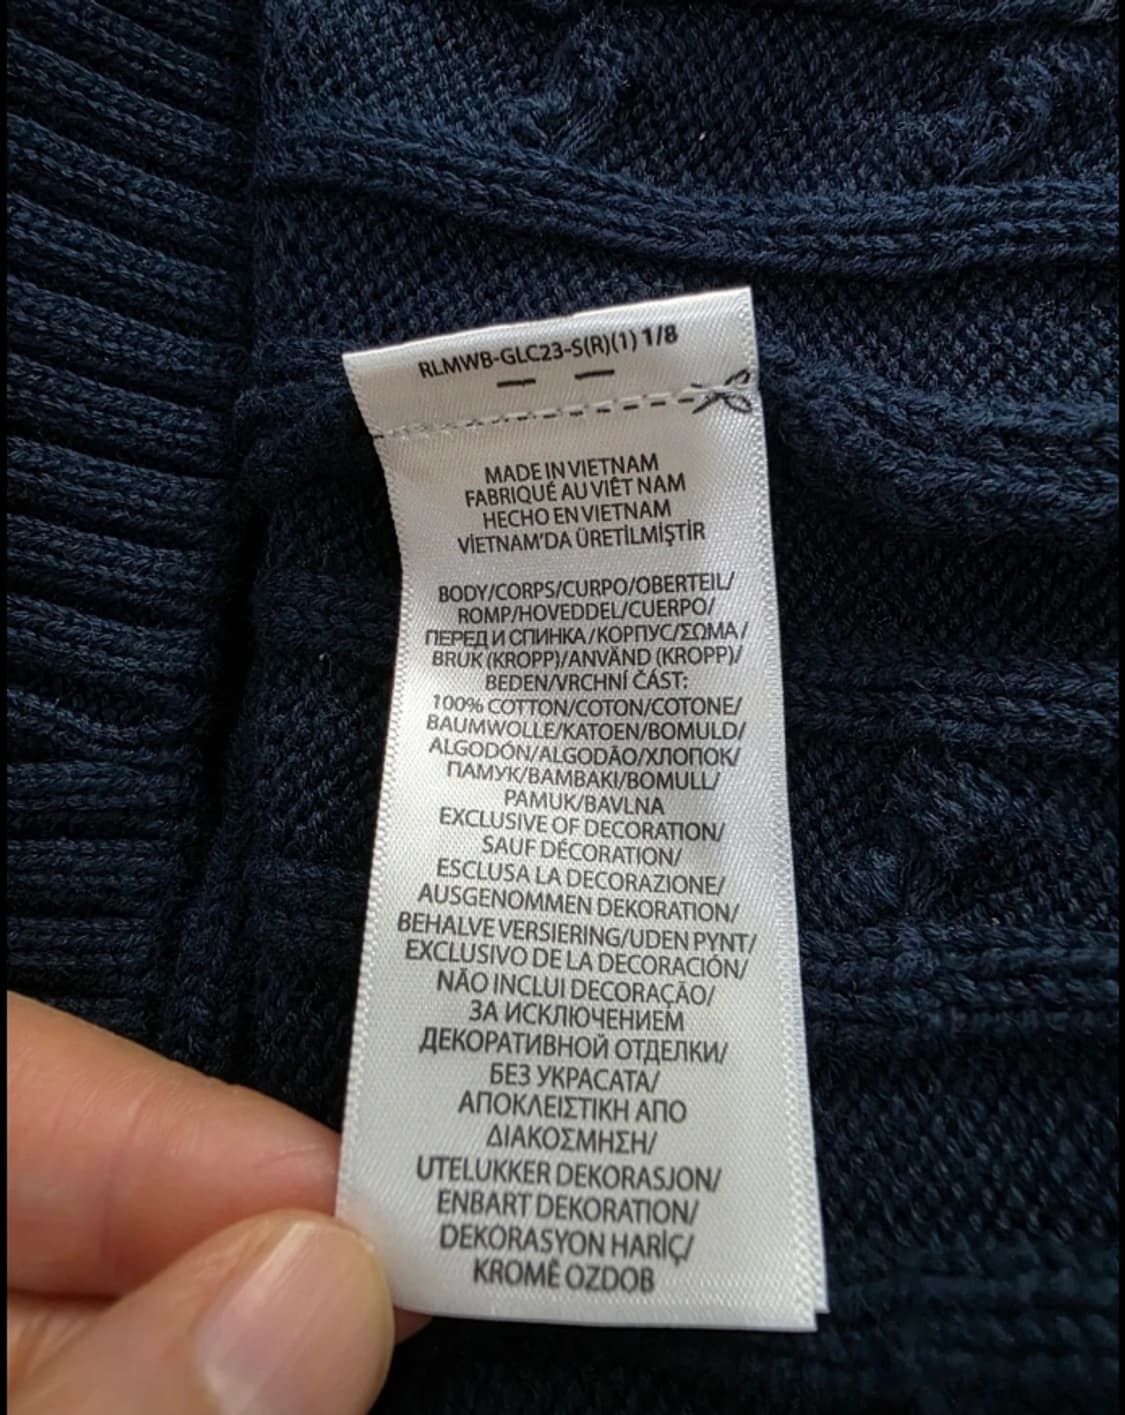 RLMWB-GLC23-S(R)(1) 1/8
MADE IN VIETNAM
FABRIQUÉ AU VIÊT NAM
HECHO EN VIETNAM
VİETNAM'DA ÜRETİLMİŞTİR
BODY/CORPS/CURPO/OBERTEIL/
ROMP/HOVEDDEL/CUERPO/
ПЕРЕД И СПИНКА/КОРПУС/ΣΩΜΑ/
BRUK (KROPP)/ANVÄND (KROPP)/
BEDEN/VRCHNÍ ČÁST:
100% COTTON/COTON/COTONE/
BAUMWOLLE/KATOEN/BOMULD/
ALGODÓN/ALGODÃO/ХЛОПОК/
ПАМУК/ΒΑΜΒΑΚΙ/BOMULL/
PAMUK/BAVLNA
EXCLUSIVE OF DECORATION/
SAUF DÉCORATION/
ESCLUSA LA DECORAZIONE/
AUSGENOMMEN DEKORATION/
BEHALVE VERSIERING/UDEN PYNT/
EXCLUSIVO DE LA DECORACIÓN/
NÃO INCLUI DECORAÇÃO/
ЗА ИСКЛЮЧЕНИЕМ
ДЕКОРАТИВНОЙ ОТДЕЛКИ/
БЕЗ УКРАСАТА/
ΑΠΟΚΛΕΙΣΤΙΚΗ ΑΠΟ
ΔΙΑΚΟΣΜΗΣΗ/
UTELUKKER DEKORASJON/
ENBART DEKORATION/
DEKORASYON HARİÇ/
KROMĚ OZDOB